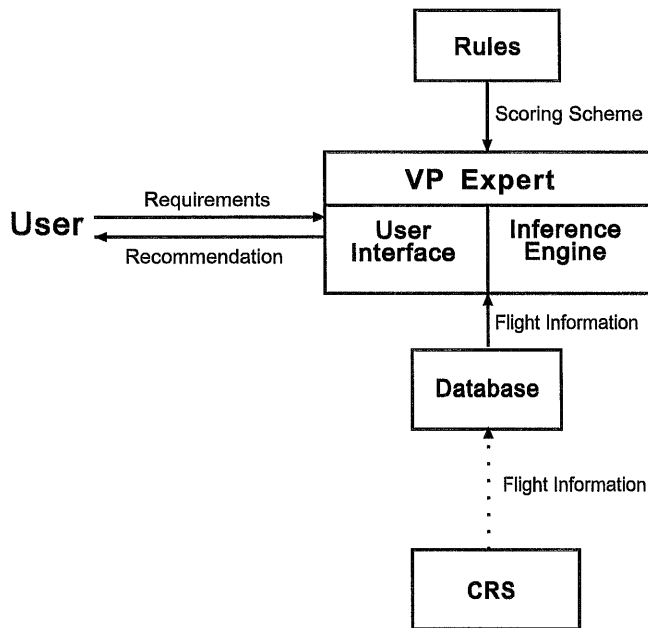 Rules
Scoring Scheme
VP Expert
Requirements
User
Recommendation
User
Interface
Inference
Engine
Flight Information
Database
Flight Information
CRS